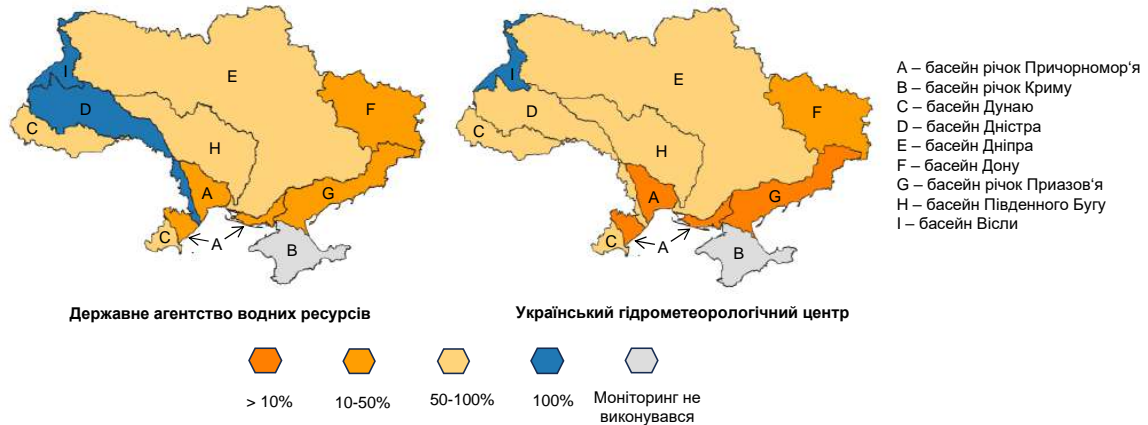 I
E
D
F
C
H
A
G
C
A
B
I
E
D
F
C
H
A
G
C
A
B
А – басейн річок Причорномор‘я
В – басейн річок Криму
С – басейн Дунаю
D – басейн Дністра
Е – басейн Дніпра
F – басейн Дону
G – басейн річок Приазов‘я
Н – басейн Південного Бугу
І – басейн Вісли
Державне агентство водних ресурсів
Український гідрометеорологічний центр
> 10%
10-50%
50-100%
100%
Моніторинг не
виконувався